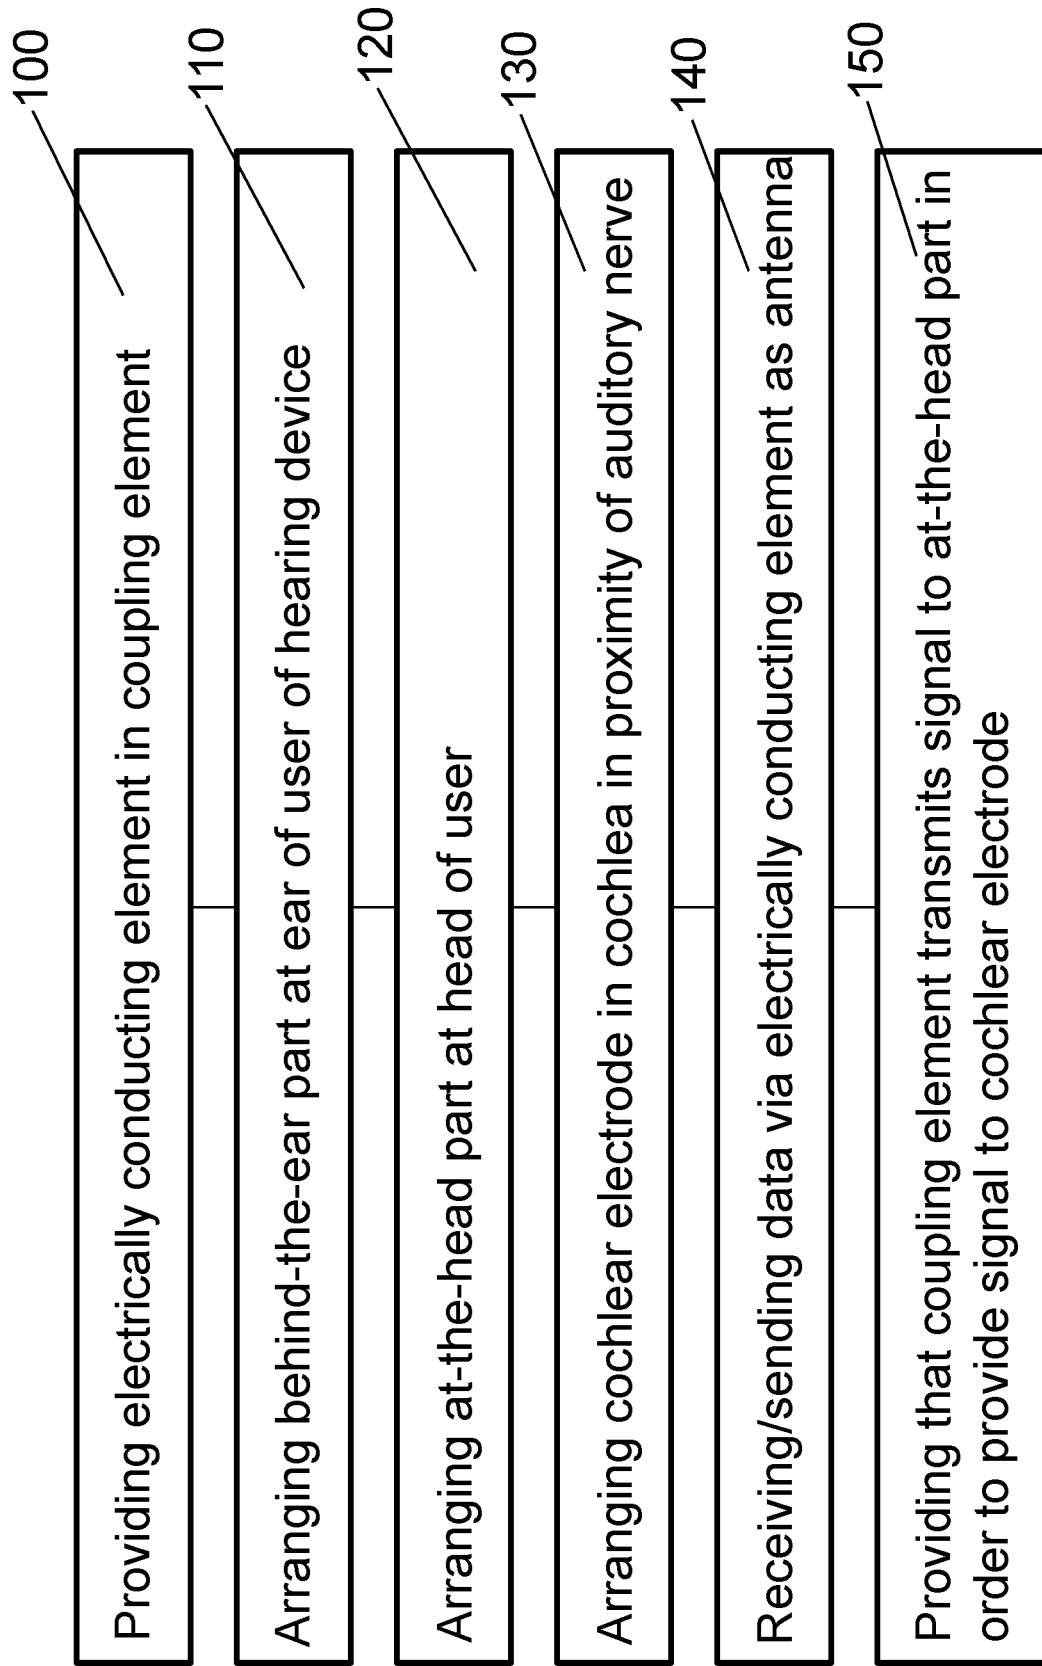 100
Providing electrically conducting element in coupling element
110
Arranging behind-the-ear part at ear of user of hearing device
120
Arranging at-the-head part at head of user
130
Arranging cochlear electrode in cochlea in proximity of auditory nerve
140
Receiving/sending data via electrically conducting element as antenna
150
Providing that coupling element transmits signal to at-the-head part in
order to provide signal to cochlear electrode